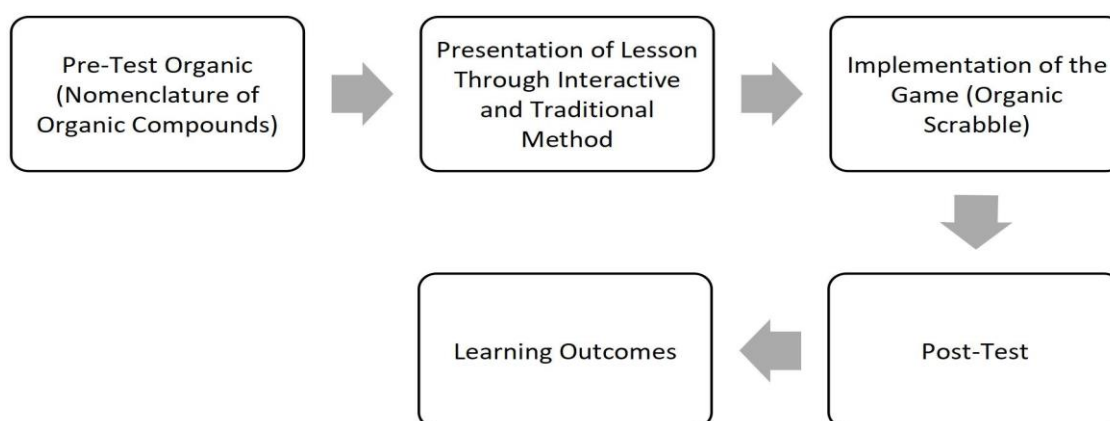 Pre-Test Organic
(Nomenclature of
Organic Compounds)
Presentation of Lesson
Through Interactive
and Traditional
Method
Implementation of the
Game (Organic
Scrabble)
Post-Test
Learning Outcomes